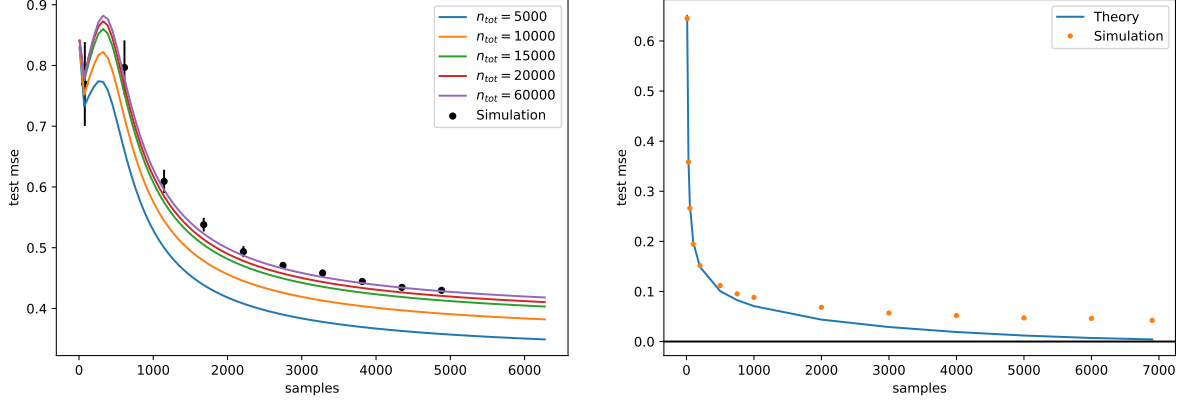 0.9
0.8
0.7
0.6
0.5
0.4
test mse
0 1000 2000 3000 4000 5000 6000
samples
n_tot = 5000
n_tot = 10000
n_tot = 15000
n_tot = 20000
n_tot = 60000
Simulation
0.6
0.5
0.4
0.3
0.2
0.1
0.0
test mse
0 1000 2000 3000 4000 5000 6000 7000
samples
Theory
Simulation